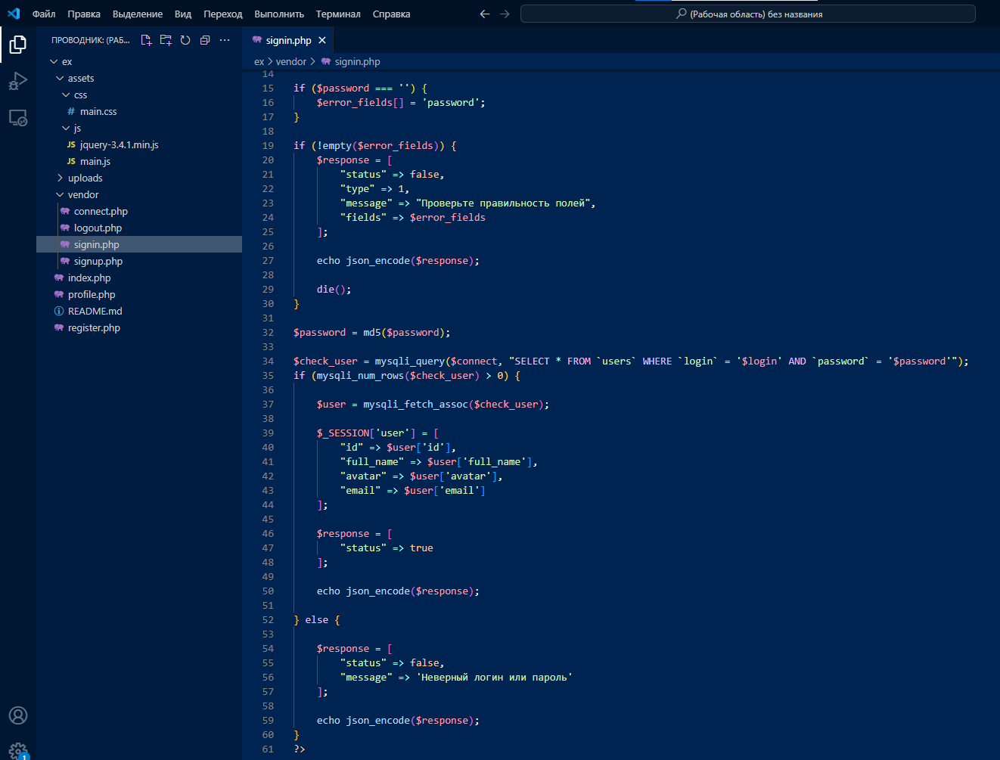 Файл Правка Выделение Вид Переход Выполнить Терминал Справка
(Рабочая область) без названия
ПРОВОДНИК: (РАБ...
signin.php
ex > vendor > signin.php
ex
assets
css
# main.css
js
JS jquery-3.4.1.min.js
JS main.js
uploads
vendor
connect.php
logout.php
signin.php
signup.php
index.php
profile.php
README.md
register.php
1
14
15 if ($password === '') {
16 $error_fields[] = 'password';
17 }
18
19 if (!empty($error_fields)) {
20 $response = [
21 "status" => false,
22 "type" => 1,
23 "message" => "Проверьте правильность полей",
24 "fields" => $error_fields
25 ];
26
27 echo json_encode($response);
28
29 die();
30 }
31
32 $password = md5($password);
33
34 $check_user = mysqli_query($connect, "SELECT * FROM `users` WHERE `login` = '$login' AND `password` = '$password'");
35 if (mysqli_num_rows($check_user) > 0) {
36
37 $user = mysqli_fetch_assoc($check_user);
38
39 $_SESSION['user'] = [
40 "id" => $user['id'],
41 "full_name" => $user['full_name'],
42 "avatar" => $user['avatar'],
43 "email" => $user['email']
44 ];
45
46 $response = [
47 "status" => true
48 ];
49
50 echo json_encode($response);
51
52 } else {
53
54 $response = [
55 "status" => false,
56 "message" => 'Неверный логин или пароль'
57 ];
58
59 echo json_encode($response);
60 }
61 ?>